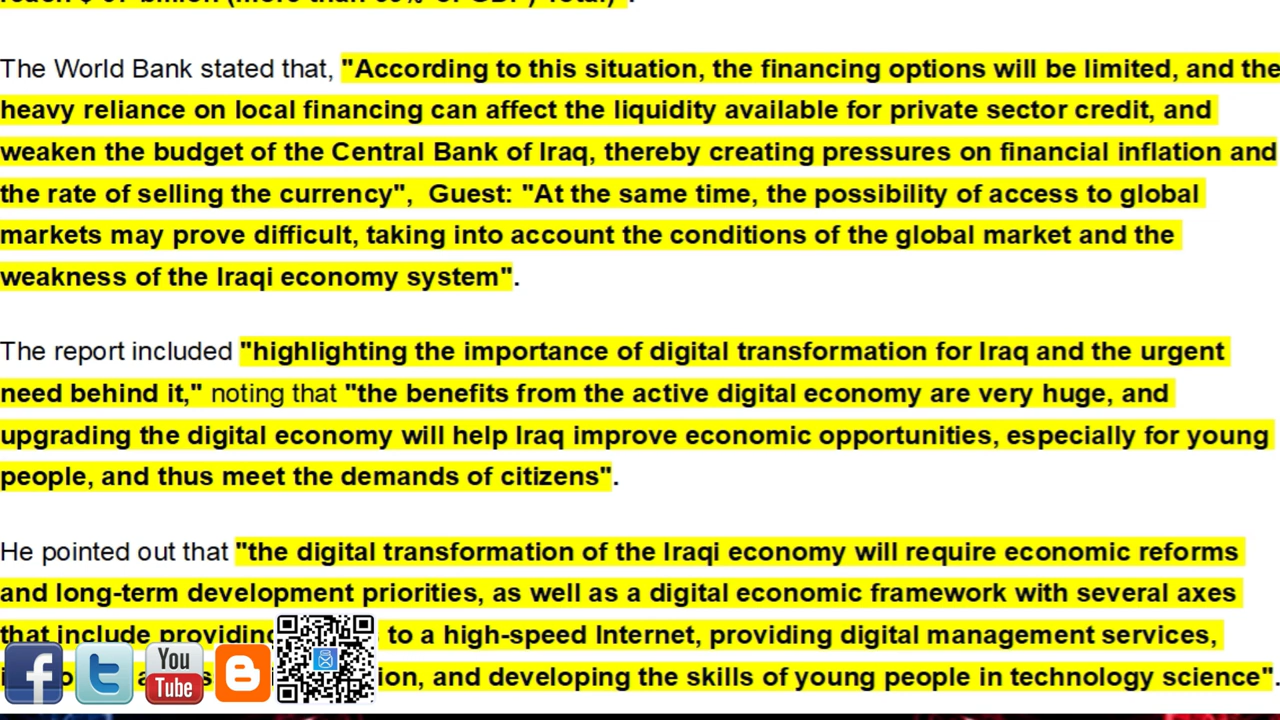 The World Bank stated that, "According to this situation, the financing options will be limited, and the
heavy reliance on local financing can affect the liquidity available for private sector credit, and
weaken the budget of the Central Bank of Iraq, thereby creating pressures on financial inflation and
the rate of selling the currency",  Guest: "At the same time, the possibility of access to global
markets may prove difficult, taking into account the conditions of the global market and the
weakness of the Iraqi economy system".
The report included "highlighting the importance of digital transformation for Iraq and the urgent
need behind it," noting that "the benefits from the active digital economy are very huge, and
upgrading the digital economy will help Iraq improve economic opportunities, especially for young
people, and thus meet the demands of citizens".
He pointed out that "the digital transformation of the Iraqi economy will require economic reforms
and long-term development priorities, as well as a digital economic framework with several axes
that include to a high-speed Internet, providing digital management services,
and developing the skills of young people in technology science".
You
Tube